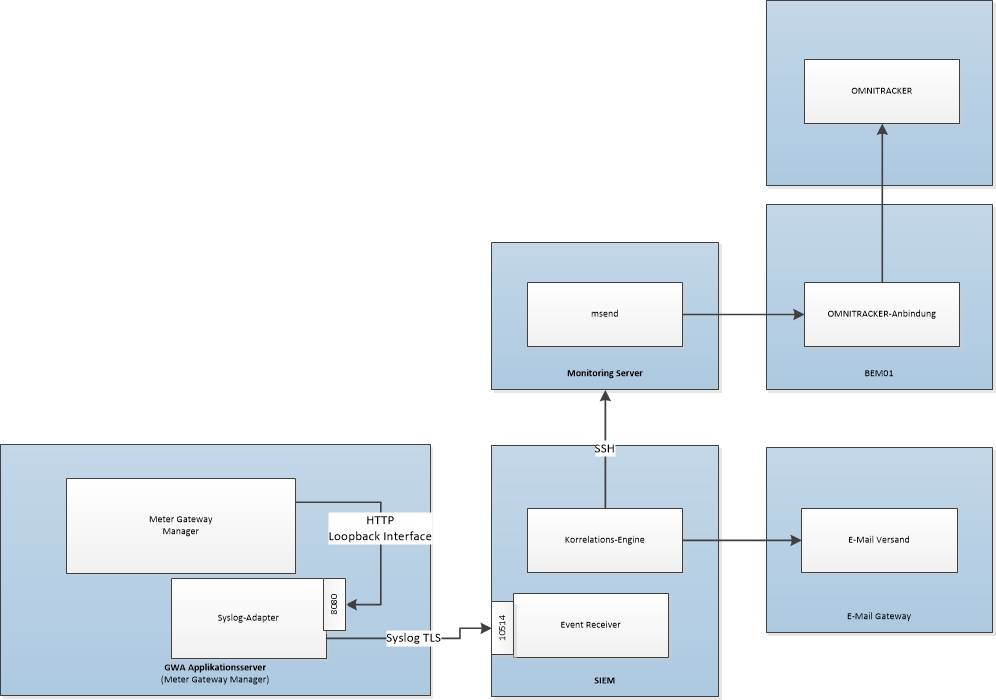 OMNITRACKER
msend
Monitoring Server
OMNITRACKER-Anbindung
BEM01
SSH
Meter Gateway
Manager
HTTP
Loopback Interface
Syslog-Adapter
8080
Syslog TLS
GWA Applikationsserver
(Meter Gateway Manager)
Korrelations-Engine
10514
Event Receiver
SIEM
E-Mail Versand
E-Mail Gateway